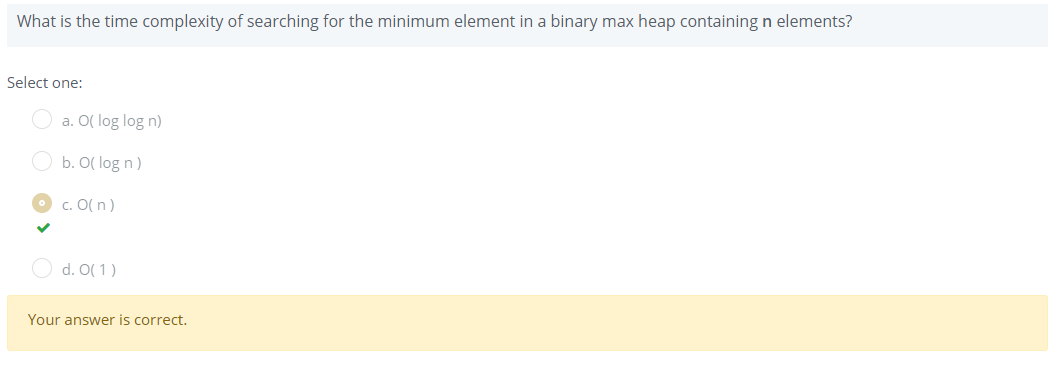 What is the time complexity of searching for the minimum element in a binary max heap containing n elements?
Select one:
a. O( log log n)
b. O( log n )
c. O( n )
d. O( 1 )
Your answer is correct.